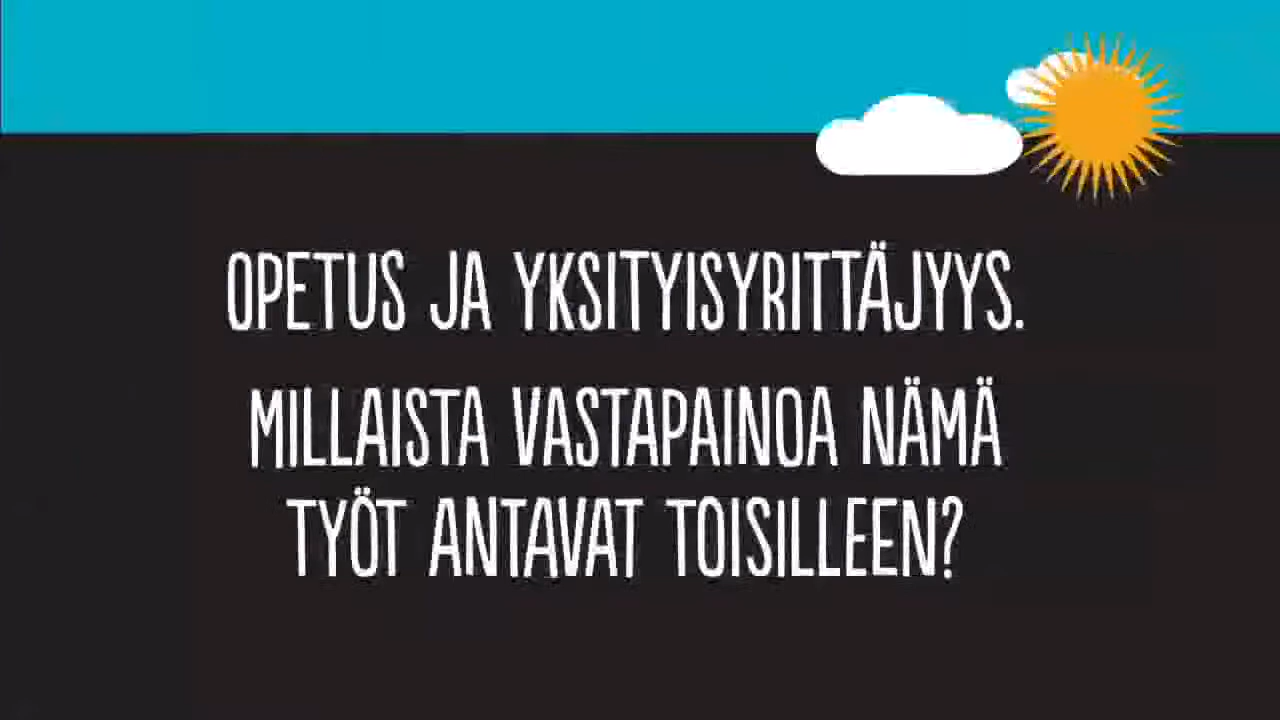 OPETUS JA YKSITYISYRITTÄJYYS.
MILLAISTA VASTAPAINOA NÄMÄ
TYÖT ANTAVAT TOISILLEEN?